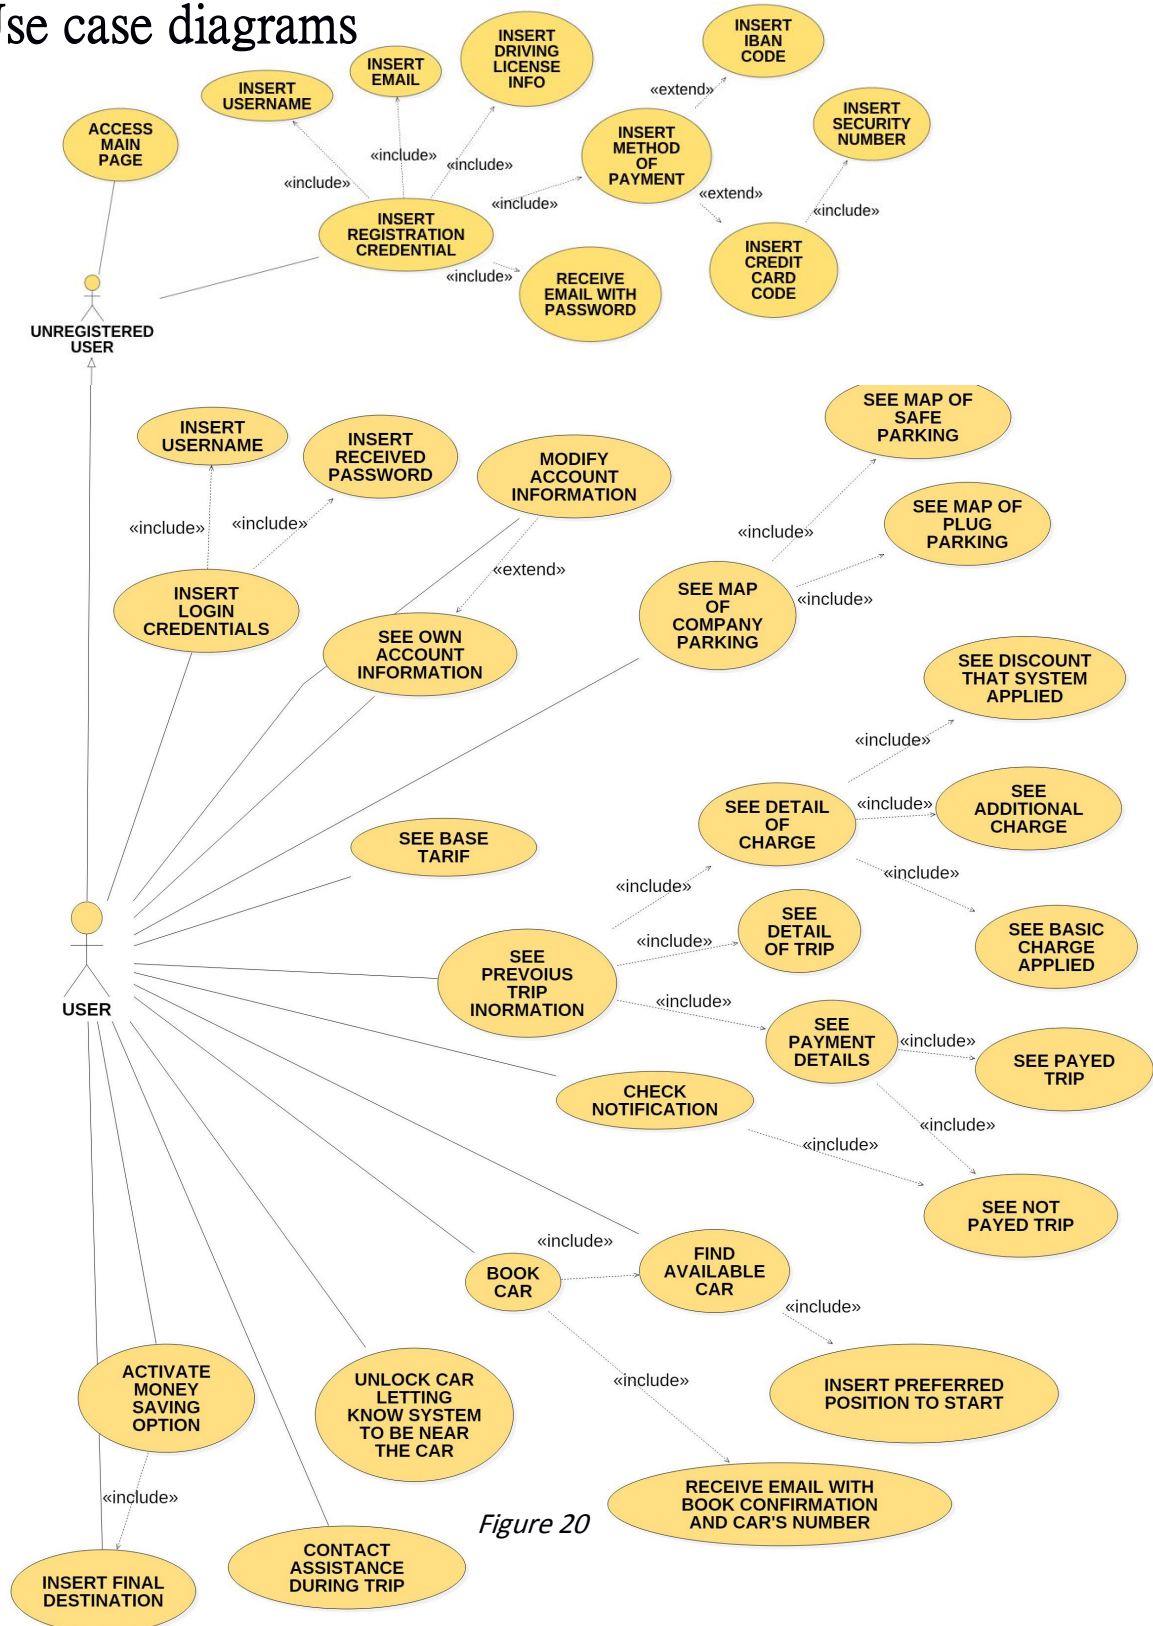 Use case diagrams
INSERT
IBAN
CODE
INSERT
DRIVING
LICENSE
INFO
INSERT
EMAIL
INSERT
USERNAME
«extend»
INSERT
SECURITY
NUMBER
ACCESS
MAIN
PAGE
INSERT
METHOD
OF
PAYMENT
«include»
«include»
«include»
«extend»
«include»
«include»
INSERT
REGISTRATION
CREDENTIAL
INSERT
CREDIT
CARD
CODE
«include»
RECEIVE
EMAIL WITH
PASSWORD
UNREGISTERED
USER
SEE MAP OF
SAFE
PARKING
INSERT
USERNAME
INSERT
RECEIVED
PASSWORD
MODIFY
ACCOUNT
INFORMATION
SEE MAP OF
PLUG
PARKING
«include»
«include»
«include»
«extend»
«include»
INSERT
LOGIN
CREDENTIALS
SEE MAP
OF
COMPANY
PARKING
SEE OWN
ACCOUNT
INFORMATION
SEE DISCOUNT
THAT SYSTEM
APPLIED
«include»
SEE DETAIL
OF
CHARGE
«include»
SEE
ADDITIONAL
CHARGE
SEE BASE
TARIF
«include»
«include»
SEE
DETAIL
OF TRIP
«include»
SEE BASIC
CHARGE
APPLIED
SEE
PREVOIUS
TRIP
INORMATION
USER
«include»
SEE
PAYMENT
DETAILS
«include»
SEE PAYED
TRIP
CHECK
NOTIFICATION
«include»
«include»
SEE NOT
PAYED TRIP
«include»
BOOK
CAR
FIND
AVAILABLE
CAR
«include»
ACTIVATE
MONEY
SAVING
OPTION
UNLOCK CAR
LETTING
KNOW SYSTEM
TO BE NEAR
THE CAR
«include»
INSERT PREFERRED
POSITION TO START
«include»
RECEIVE EMAIL WITH
BOOK CONFIRMATION
AND CAR'S NUMBER
Figure 20
CONTACT
ASSISTANCE
DURING TRIP
INSERT FINAL
DESTINATION